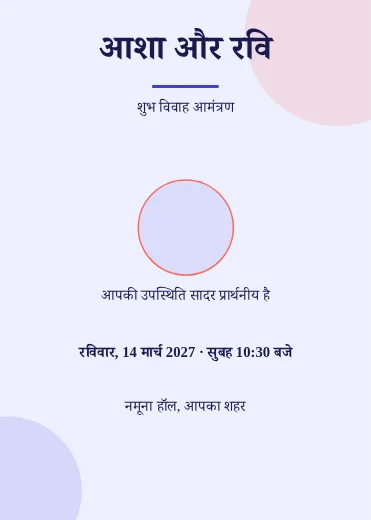 आशा और रवि
शुभ विवाह आमंत्रण
आपकी उपस्थिति सादर प्रार्थनीय है
रविवार, 14 मार्च 2027 · सुबह 10:30 बजे
नमूना हॉल, आपका शहर